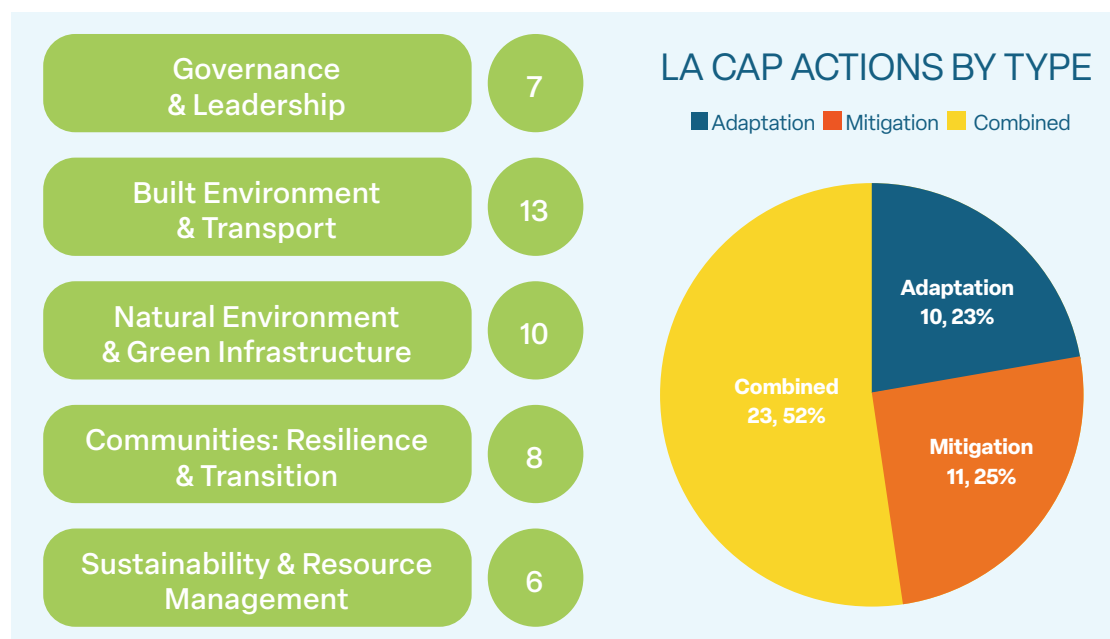 Governance
& Leadership
7
Built Environment
& Transport
13
Natural Environment
& Green Infrastructure
10
Communities: Resilience
& Transition
8
Sustainability & Resource
Management
6
LA CAP ACTIONS BY TYPE
Adaptation Mitigation Combined
Adaptation
10, 23%
Combined
23, 52%
Mitigation
11, 25%